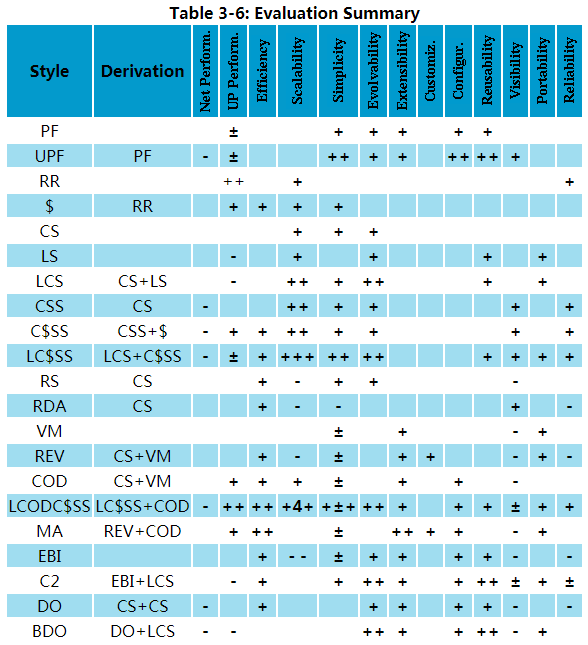 Table 3-6: Evaluation Summary
Style Derivation Net Perform. UP Perform. Efficiency Scalability Simplicity Evolvability Extensibility Customiz. Configur. Reusability Visibility Portability Reliability
PF ± + + + + +
UPF PF - ± ++ + + ++ ++ +
RR ++ + +
$ RR + + + +
CS + + +
LS - + + +
LCS CS+LS - ++ + ++ + +
CSS CS - ++ + + + +
C$SS CSS+$ - + + ++ + + + +
LC$SS LCS+C$SS - ± + +++ ++ ++ + + + +
RS CS + - + + -
RDA CS + - - + -
VM ± + - +
REV CS+VM + - ± + + - + -
COD CS+VM + + + ± + + -
LCODC$SS LC$SS+COD - ++ ++ +4+ +±+ ++ + + + ± + +
MA REV+COD + ++ ± ++ + + - +
EBI + -- ± + + + + - -
C2 EBI+LCS - + + ++ + + ++ ± + ±
DO CS+CS - + + + + + - -
BDO DO+LCS - - ++ + + ++ - +